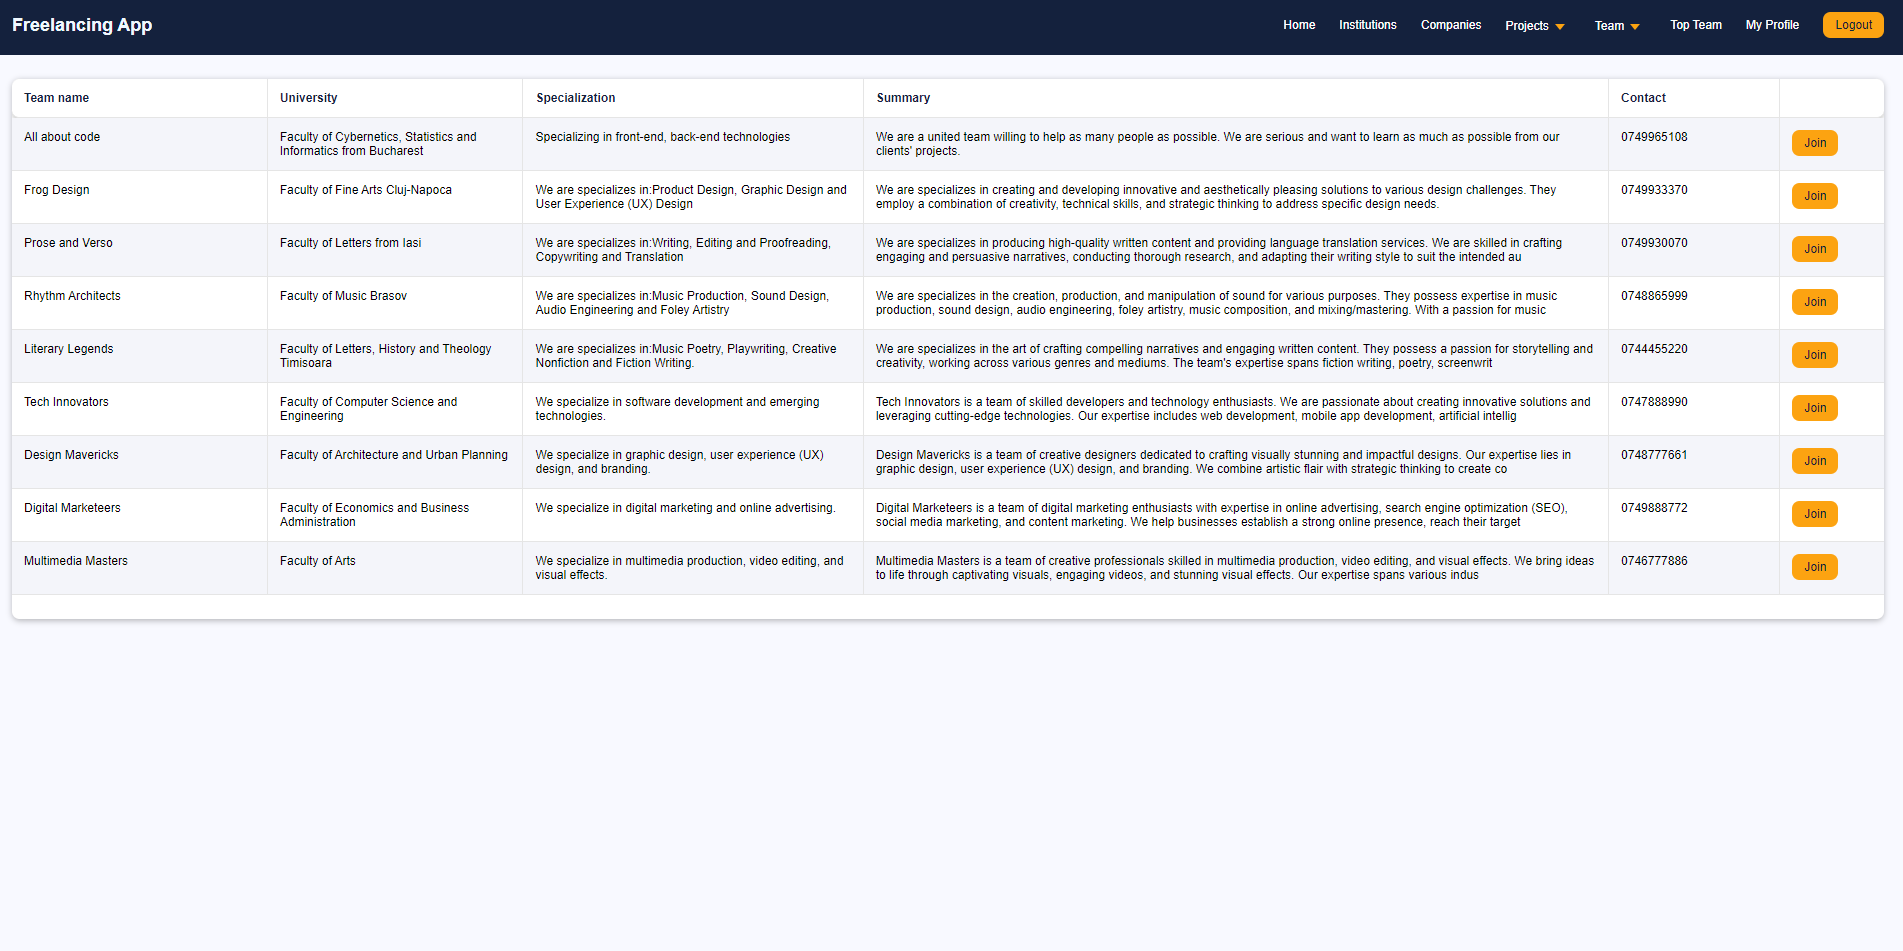 Freelancing App
Home Institutions Companies Projects Team Top Team My Profile Logout
Team name University Specialization Summary Contact
All about code
Faculty of Cybernetics, Statistics and
Informatics from Bucharest
Specializing in front-end, back-end technologies
We are a united team willing to help as many people as possible. We are serious and want to learn as much as possible from our
clients' projects.
0749965108
Join
Frog Design
Faculty of Fine Arts Cluj-Napoca
We are specializes in:Product Design, Graphic Design and
User Experience (UX) Design
We are specializes in creating and developing innovative and aesthetically pleasing solutions to various design challenges. They
employ a combination of creativity, technical skills, and strategic thinking to address specific design needs.
0749933370
Join
Prose and Verso
Faculty of Letters from Iasi
We are specializes in:Writing, Editing and Proofreading,
Copywriting and Translation
We are specializes in producing high-quality written content and providing language translation services. We are skilled in crafting
engaging and persuasive narratives, conducting thorough research, and adapting their writing style to suit the intended au
0749930070
Join
Rhythm Architects
Faculty of Music Brasov
We are specializes in:Music Production, Sound Design,
Audio Engineering and Foley Artistry
We are specializes in the creation, production, and manipulation of sound for various purposes. They possess expertise in music
production, sound design, audio engineering, foley artistry, music composition, and mixing/mastering. With a passion for music
0748865999
Join
Literary Legends
Faculty of Letters, History and Theology
Timisoara
We are specializes in:Music Poetry, Playwriting, Creative
Nonfiction and Fiction Writing.
We are specializes in the art of crafting compelling narratives and engaging written content. They possess a passion for storytelling and
creativity, working across various genres and mediums. The team's expertise spans fiction writing, poetry, screenwrit
0744455220
Join
Tech Innovators
Faculty of Computer Science and
Engineering
We specialize in software development and emerging
technologies.
Tech Innovators is a team of skilled developers and technology enthusiasts. We are passionate about creating innovative solutions and
leveraging cutting-edge technologies. Our expertise includes web development, mobile app development, artificial intellig
0747888990
Join
Design Mavericks
Faculty of Architecture and Urban Planning
We specialize in graphic design, user experience (UX)
design, and branding.
Design Mavericks is a team of creative designers dedicated to crafting visually stunning and impactful designs. Our expertise lies in
graphic design, user experience (UX) design, and branding. We combine artistic flair with strategic thinking to create co
0748777661
Join
Digital Marketeers
Faculty of Economics and Business
Administration
We specialize in digital marketing and online advertising.
Digital Marketeers is a team of digital marketing enthusiasts with expertise in online advertising, search engine optimization (SEO),
social media marketing, and content marketing. We help businesses establish a strong online presence, reach their target
0749888772
Join
Multimedia Masters
Faculty of Arts
We specialize in multimedia production, video editing, and
visual effects.
Multimedia Masters is a team of creative professionals skilled in multimedia production, video editing, and visual effects. We bring ideas
to life through captivating visuals, engaging videos, and stunning visual effects. Our expertise spans various indus
0746777886
Join